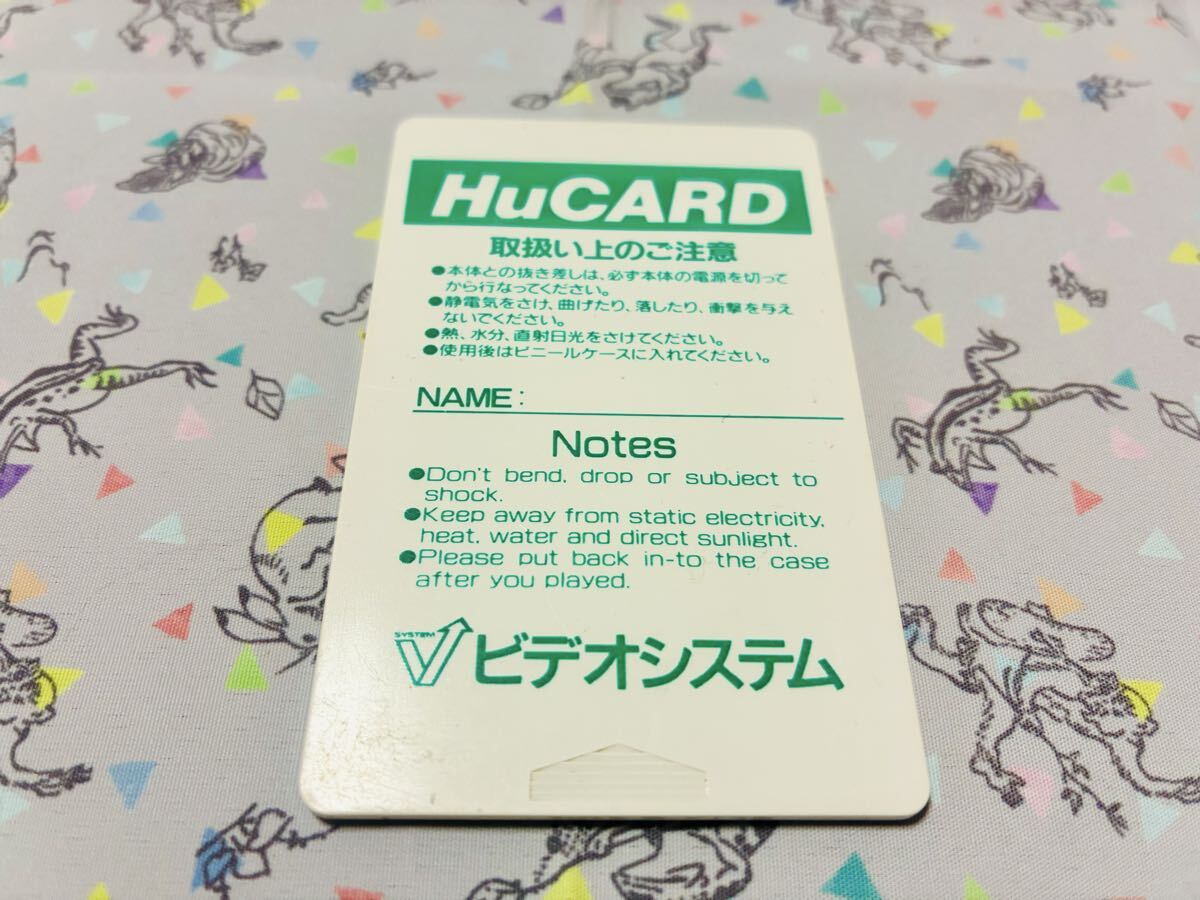 HuCARD
取扱い上のご注意
●本体との抜き差しは、必ず本体の電源を切って
から行なってください。
●静電気をさけ、曲げたり、落したり、衝撃を与え
ないでください。
●熱、水分、直射日光をさけてください。
●使用後はビニールケースに入れてください。
NAME:
Notes
●Don't bend, drop or subject to
shock.
●Keep away from static electricity,
heat, water and direct sunlight.
●Please put back in-to the case
after you played.
SYSTEM
V ビデオシステム